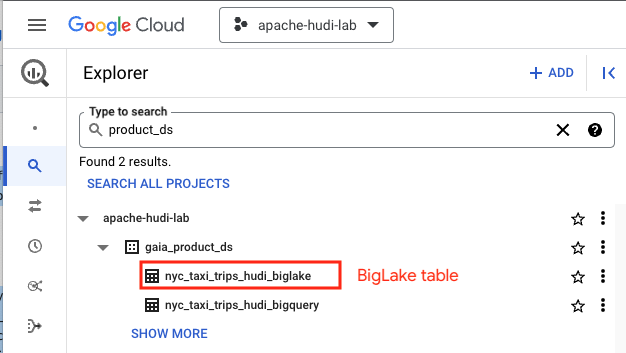 Google Cloud
apache-hudi-lab
Explorer
+ ADD
Type to search
product_ds
Found 2 results.
SEARCH ALL PROJECTS
apache-hudi-lab
gaia_product_ds
nyc_taxi_trips_hudi_biglake
BigLake table
nyc_taxi_trips_hudi_bigquery
SHOW MORE